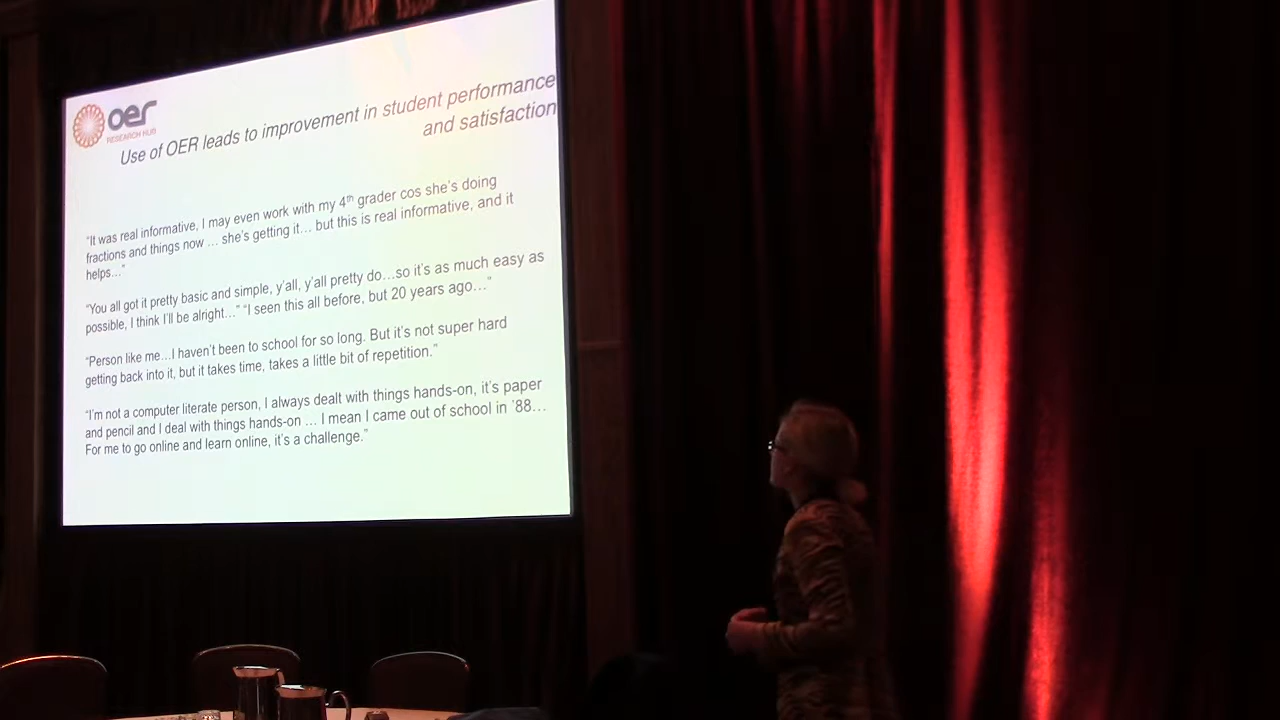 oer
RESEARCH HUB
Use of OER leads to improvement in student performance
and satisfaction
“It was real informative, I may even work with my 4th grader cos she’s doing
fractions and things now … she’s getting it… but this is real informative, and it
helps…”
“You all got it pretty basic and simple, y’all, y’all pretty do…so it’s as much easy as
possible, I think I’ll be alright…” “I seen this all before, but 20 years ago…”
“Person like me…I haven’t been to school for so long. But it’s not super hard
getting back into it, but it takes time, takes a little bit of repetition.”
“I’m not a computer literate person, I always dealt with things hands-on, it’s paper
and pencil and I deal with things hands-on … I mean I came out of school in ’88…
For me to go online and learn online, it’s a challenge.”